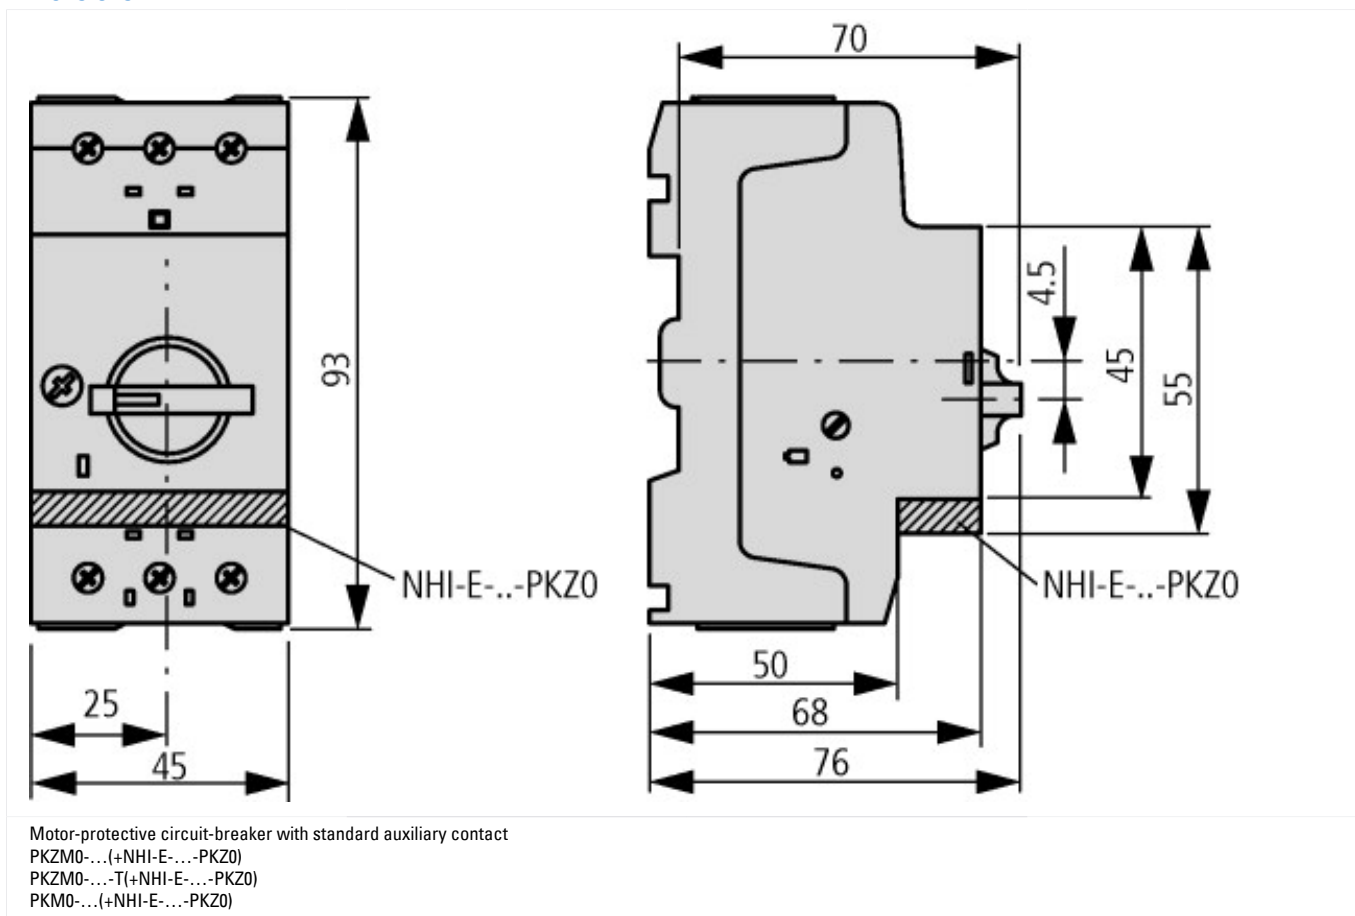 70
93
4.5
45
55
NHI-E-..-PKZ0
NHI-E-..-PKZ0
25
45
50
68
76
Motor-protective circuit-breaker with standard auxiliary contact
PKZM0-…(+NHI-E-…-PKZ0)
PKZM0-…-T(+NHI-E-…-PKZ0)
PKM0-…(+NHI-E-…-PKZ0)